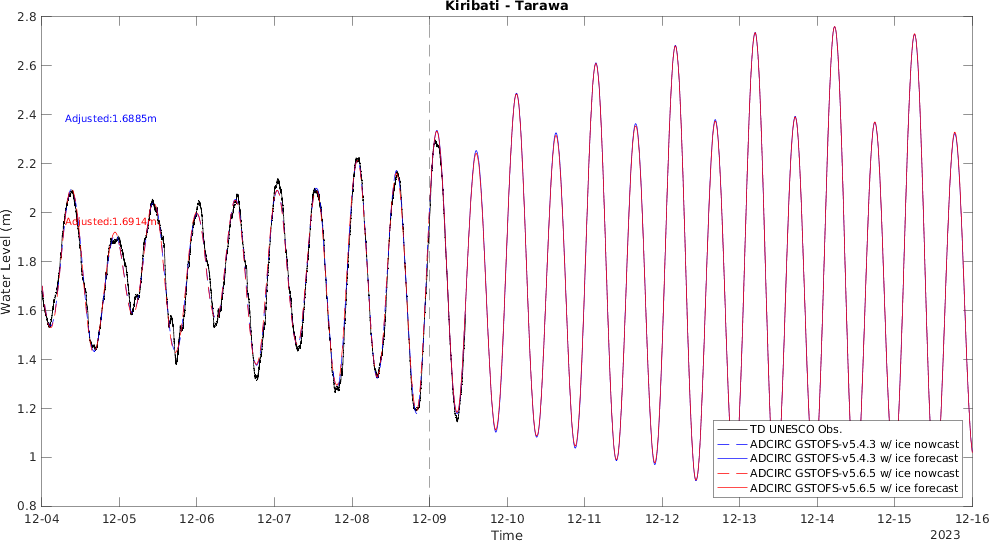 Kiribati - Tarawa
2.8
2.6
2.4
2.2
2
1.8
1.6
1.4
1.2
1
0.8
Water Level (m)
Adjusted:1.6885m
Adjusted:1.6914m
TD UNESCO Obs.
ADCIRC GSTOFS-v5.4.3 w/ ice nowcast
ADCIRC GSTOFS-v5.4.3 w/ ice forecast
ADCIRC GSTOFS-v5.6.5 w/ ice nowcast
ADCIRC GSTOFS-v5.6.5 w/ ice forecast
12-04 12-05 12-06 12-07 12-08 12-09 12-10 12-11 12-12 12-13 12-14 12-15 12-16
Time
2023